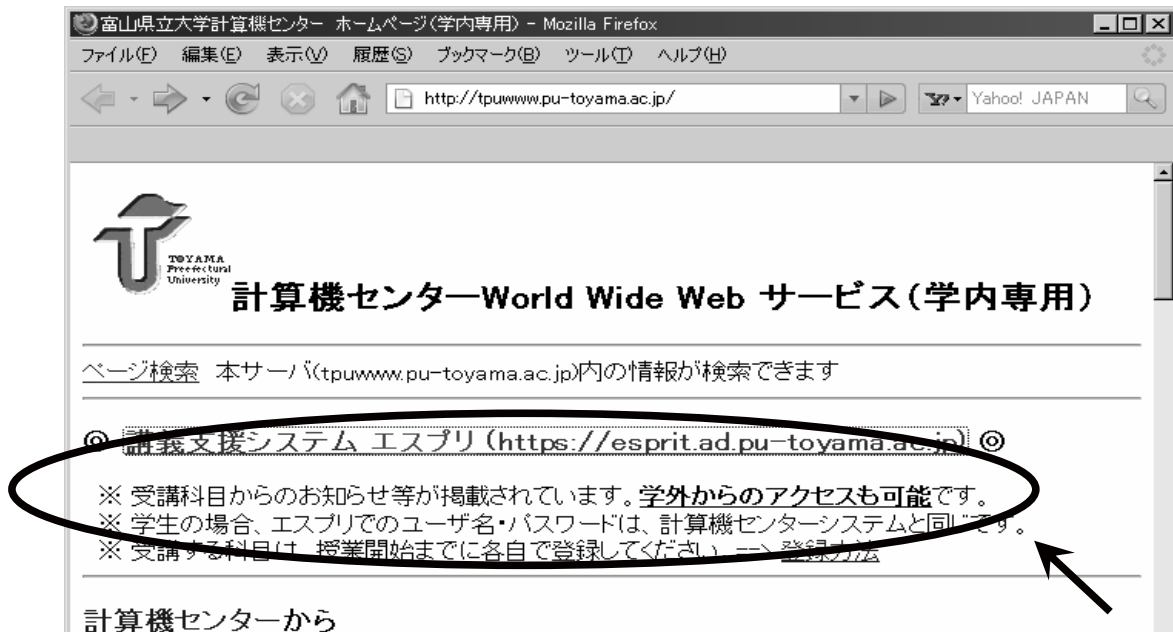 富山県立大学計算機センター ホームページ(学内専用) - Mozilla Firefox
ファイル(F) 編集(E) 表示(V) 履歴(S) ブックマーク(B) ツール(T) ヘルプ(H)
http://tpuwww.pu-toyama.ac.jp/ Yahoo! JAPAN
TOYAMA
Prefectural
University
計算機センターWorld Wide Web サービス(学内専用)
ページ検索 本サーバ(tpuwww.pu-toyama.ac.jp)内の情報が検索できます
◎ 講義支援システム エスプリ (https://esprit.ad.pu-toyama.ac.jp) ◎
※ 受講科目からのお知らせ等が掲載されています。学外からのアクセスも可能です。
※ 学生の場合、エスプリでのユーザ名・パスワードは、計算機センターシステムと同じです。
※ 受講する科目は、授業開始までに各自で登録してください --> 登録方法
計算機センターから